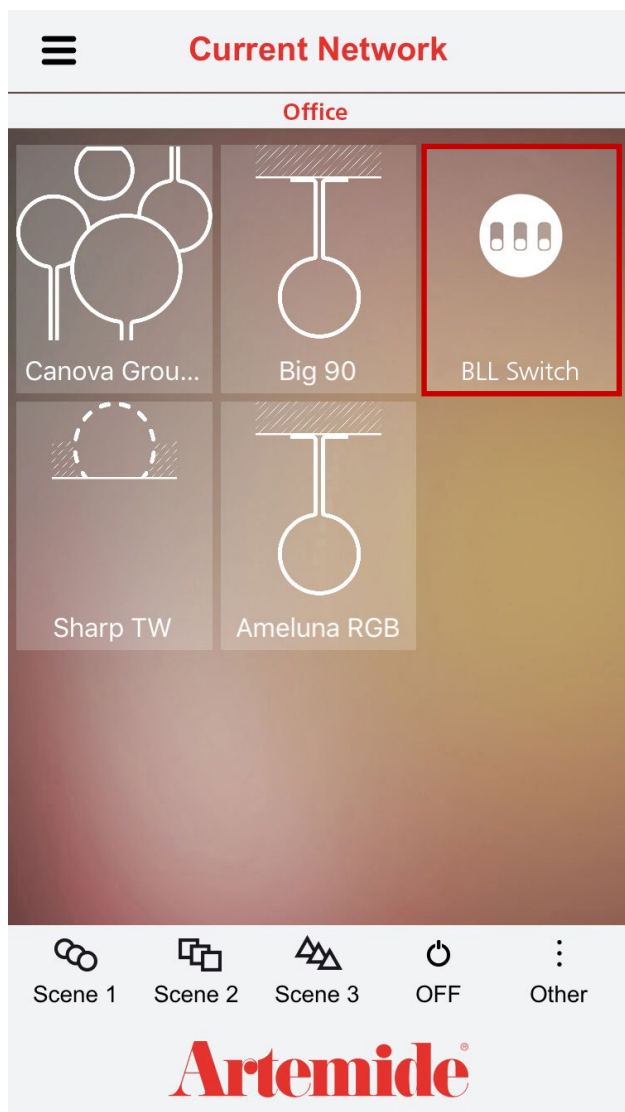 Current Network
Office
Canova Grou...
Big 90
BLL Switch
Sharp TW
Ameluna RGB
Scene 1
Scene 2
Scene 3
OFF
Other
Artemide®